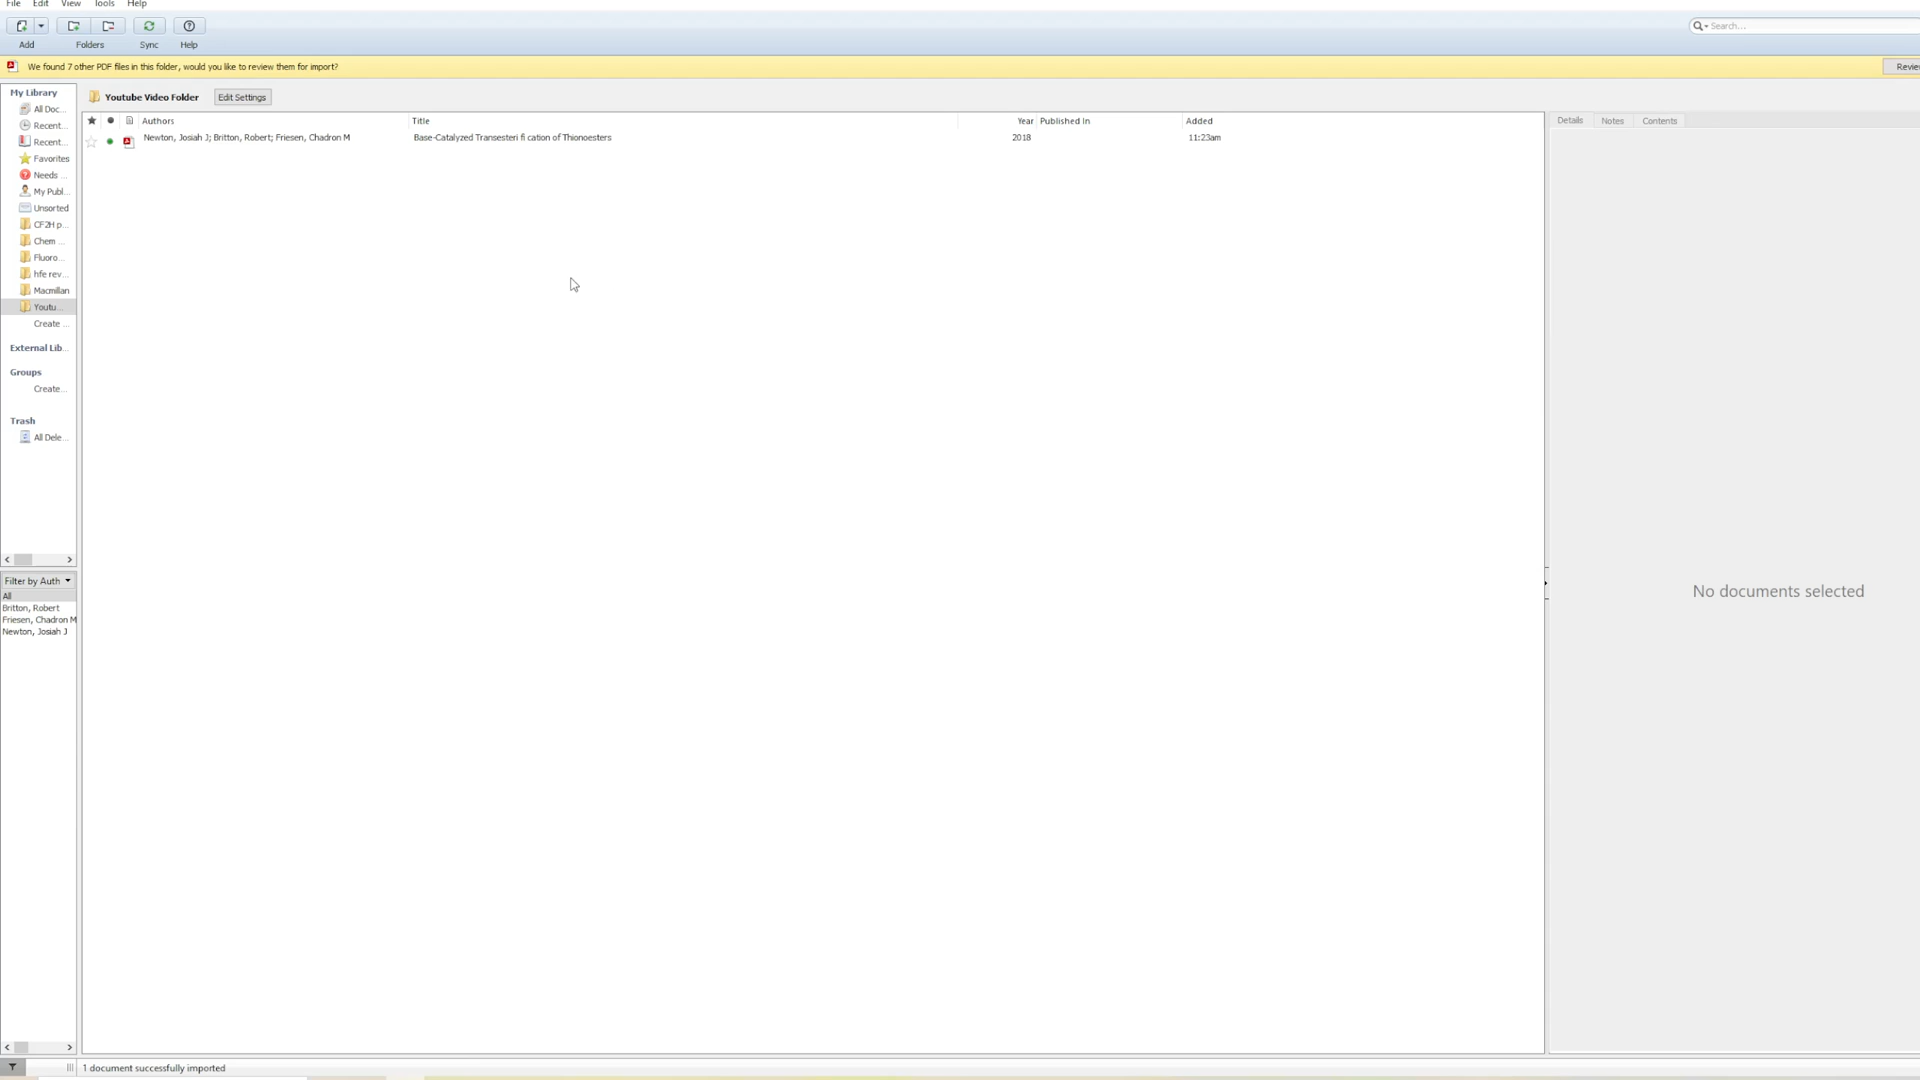 File Edit View Tools Help
Search...
Add Folders Sync Help
We found 7 other PDF files in this folder, would you like to review them for import?
Review
My Library
All Doc...
Recent...
Recent...
Favorites
Needs ...
My Publ...
Unsorted
CF2H p...
Chem ...
Fluoro...
hfe rev...
Macmillan
Youtu...
Create ...
External Lib...
Groups
Create...
Trash
All Dele...
Filter by Auth
All
Britton, Robert
Friesen, Chadron M
Newton, Josiah J
Youtube Video Folder Edit Settings
Authors Title Year Published In Added
Newton, Josiah J; Britton, Robert; Friesen, Chadron M Base-Catalyzed Transesteri fi cation of Thionoesters 2018 11:23am
Details Notes Contents
No documents selected
1 document successfully imported